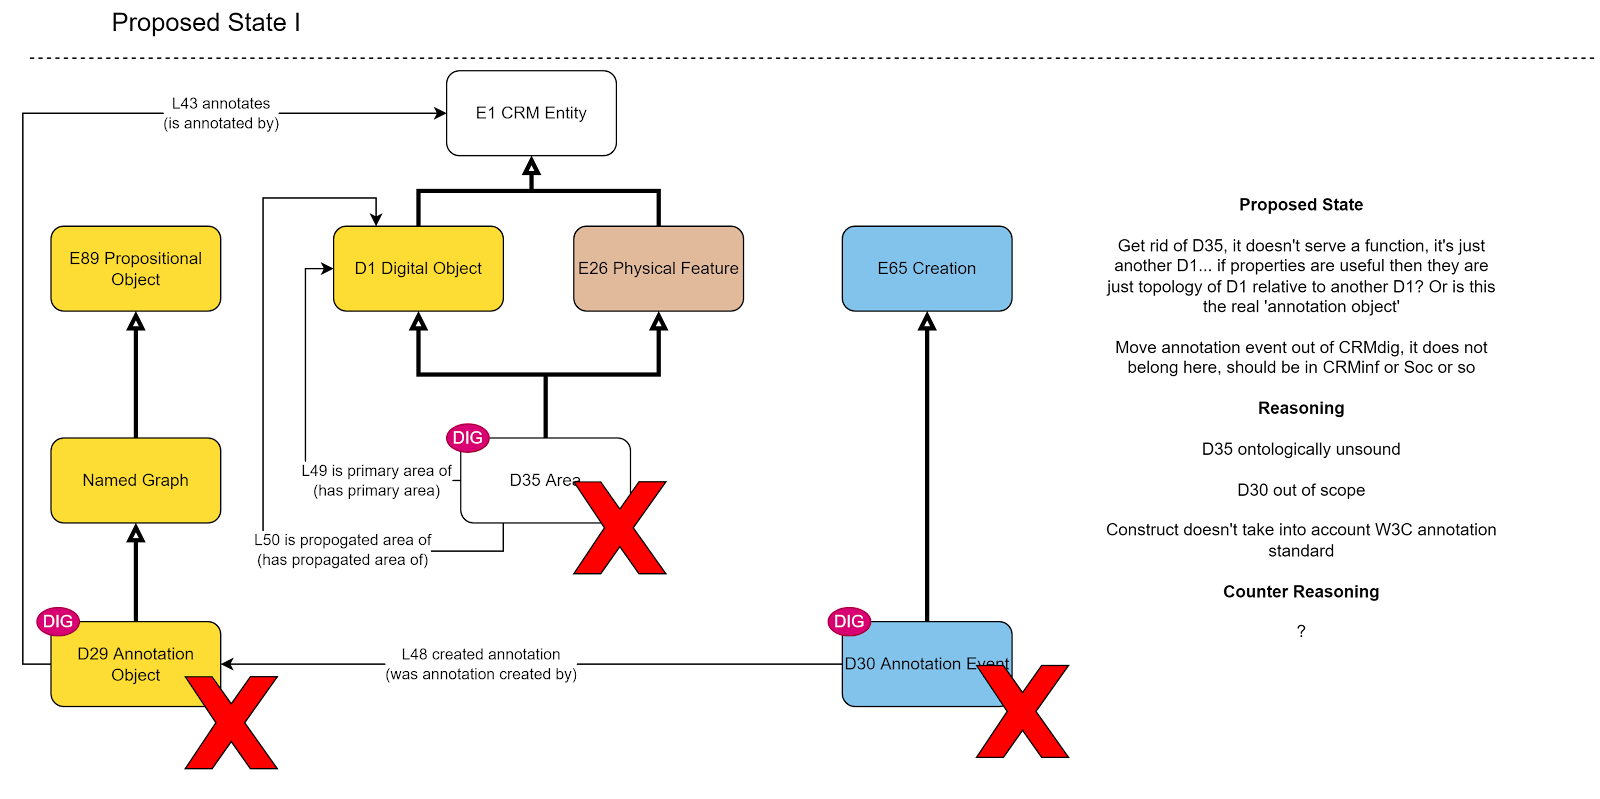 Proposed State I
L43 annotates
(is annotated by)
E1 CRM Entity
E89 Propositional
Object
D1 Digital Object
E26 Physical Feature
E65 Creation
Named Graph
DIG
D35 Area
L49 is primary area of
(has primary area)
L50 is propogated area of
(has propagated area of)
DIG
D29 Annotation
Object
L48 created annotation
(was annotation created by)
DIG
D30 Annotation Event
Proposed State
Get rid of D35, it doesn't serve a function, it's just
another D1... if properties are useful then they are
just topology of D1 relative to another D1? Or is this
the real 'annotation object'
Move annotation event out of CRMdig, it does not
belong here, should be in CRMinf or Soc or so
Reasoning
D35 ontologically unsound
D30 out of scope
Construct doesn't take into account W3C annotation
standard
Counter Reasoning
?